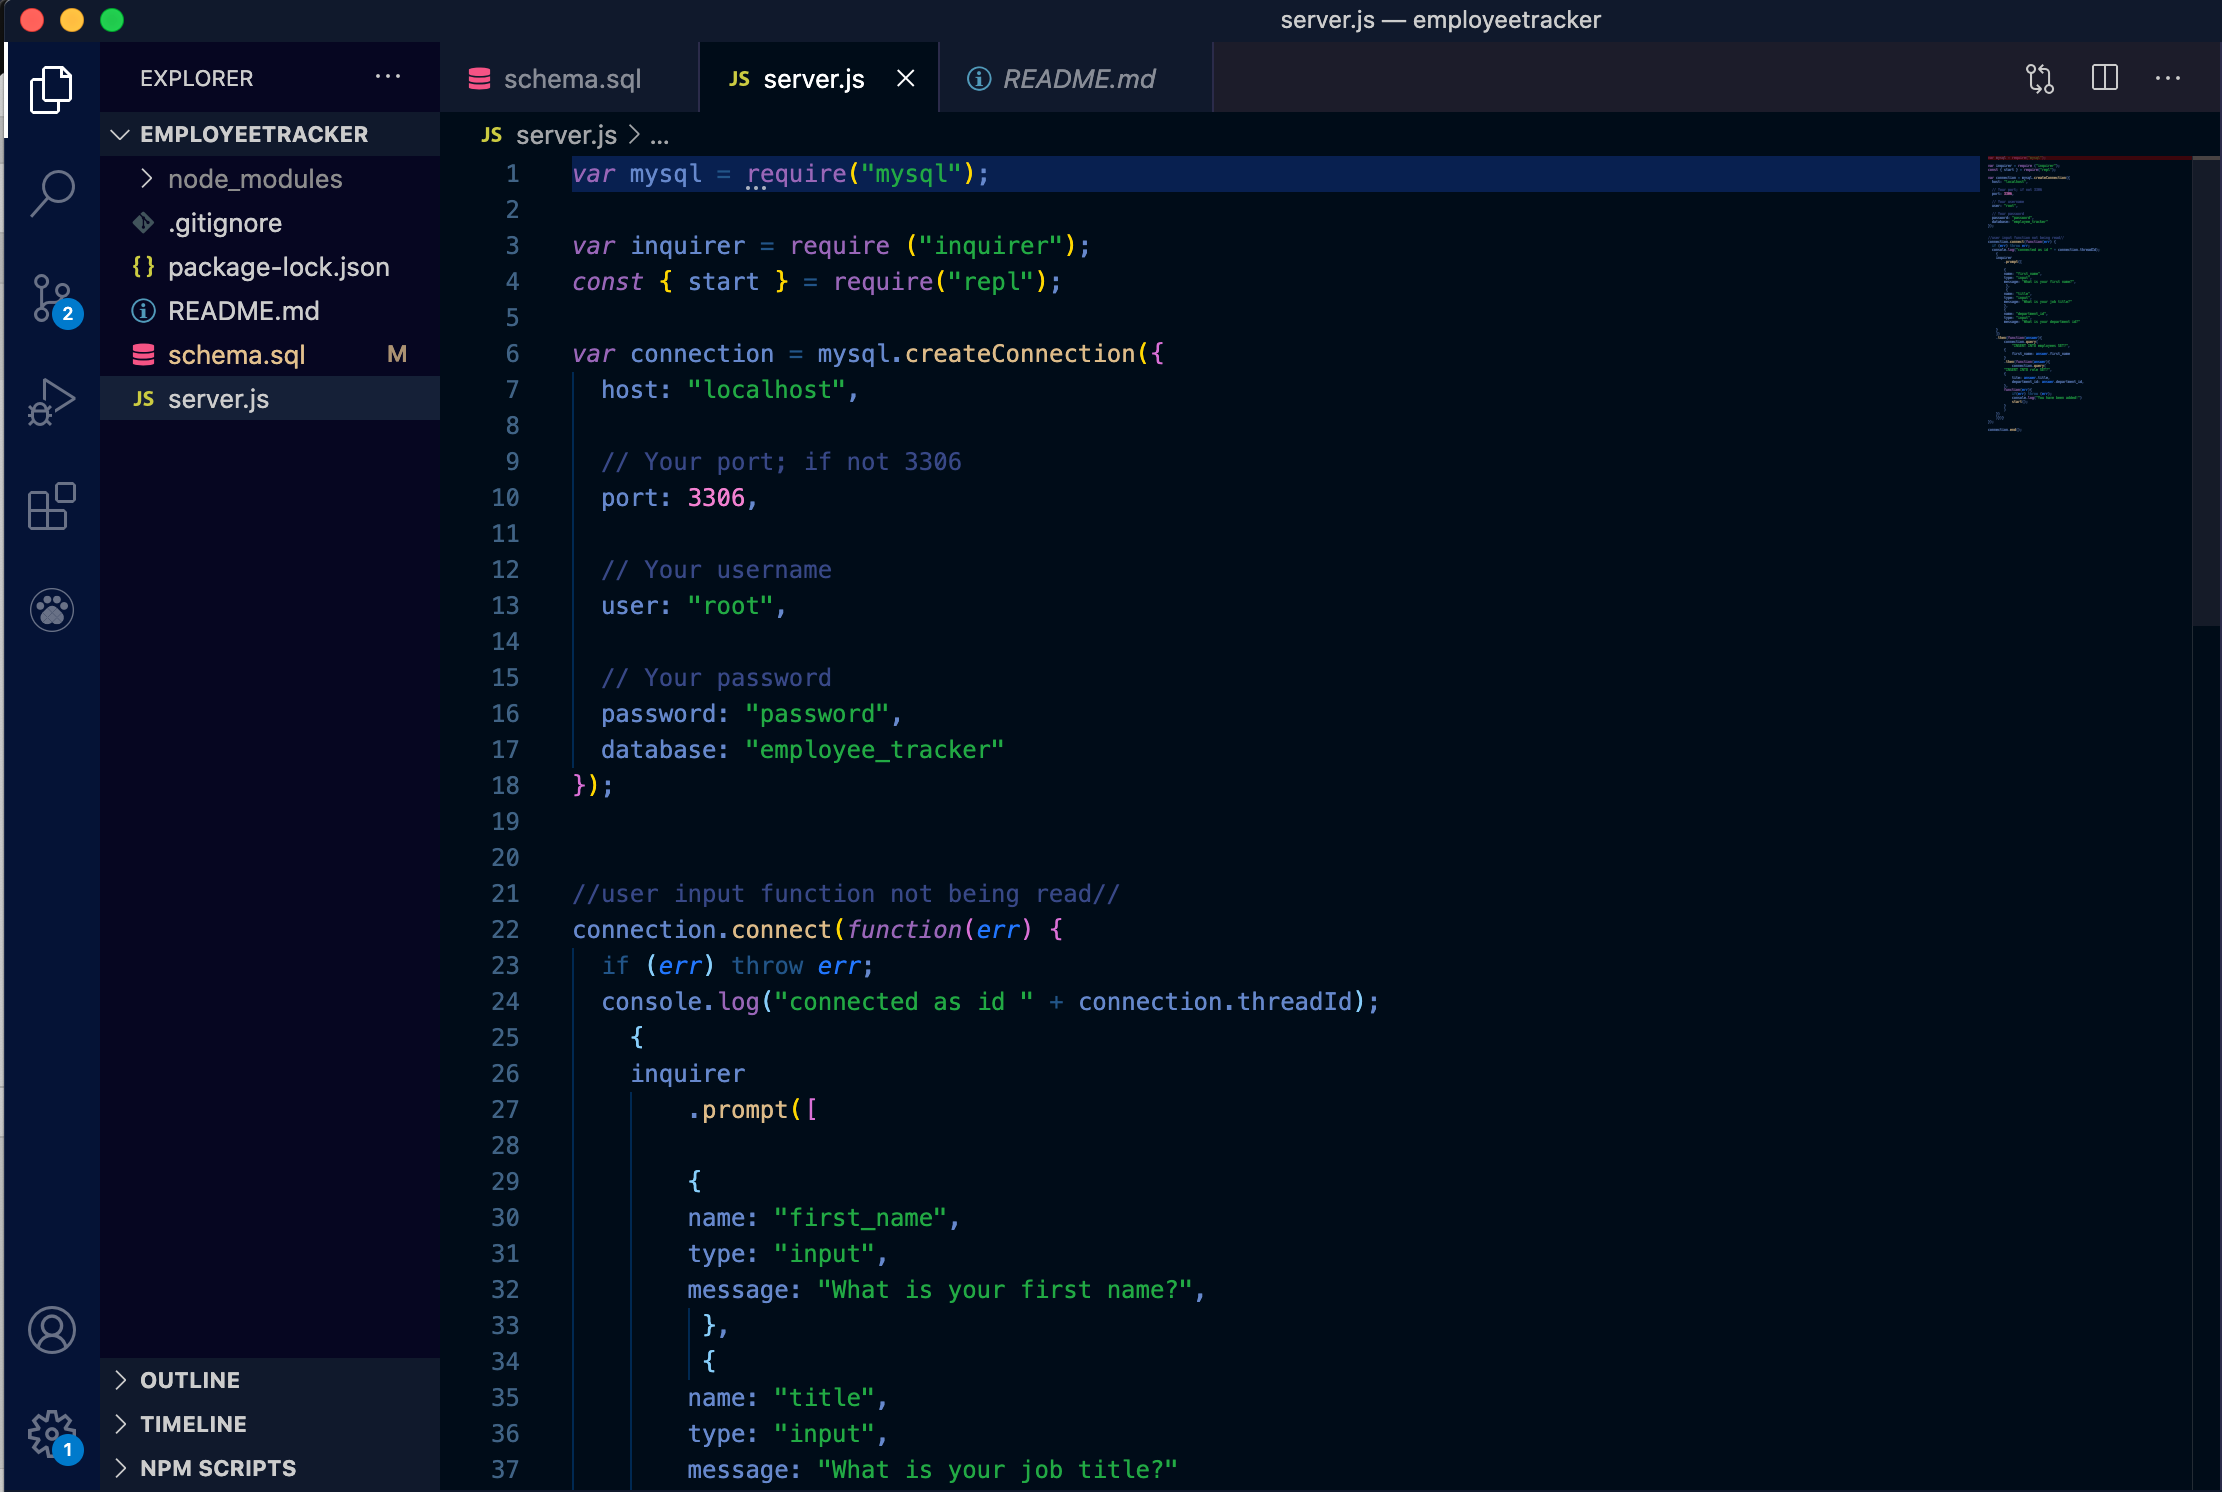 server.js — employeetracker
EXPLORER
schema.sql
JS server.js
README.md
EMPLOYEETRACKER
JS server.js > ...
node_modules
.gitignore
{} package-lock.json
README.md
schema.sql M
JS server.js
2
OUTLINE
TIMELINE
NPM SCRIPTS
1
1 var mysql = require("mysql");
2
3 var inquirer = require ("inquirer");
4 const { start } = require("repl");
5
6 var connection = mysql.createConnection({
7 host: "localhost",
8
9 // Your port; if not 3306
10 port: 3306,
11
12 // Your username
13 user: "root",
14
15 // Your password
16 password: "password",
17 database: "employee_tracker"
18 });
19
20
21 //user input function not being read//
22 connection.connect(function(err) {
23 if (err) throw err;
24 console.log("connected as id " + connection.threadId);
25 {
26 inquirer
27 .prompt([
28
29 {
30 name: "first_name",
31 type: "input",
32 message: "What is your first name?",
33 },
34 {
35 name: "title",
36 type: "input",
37 message: "What is your job title?"